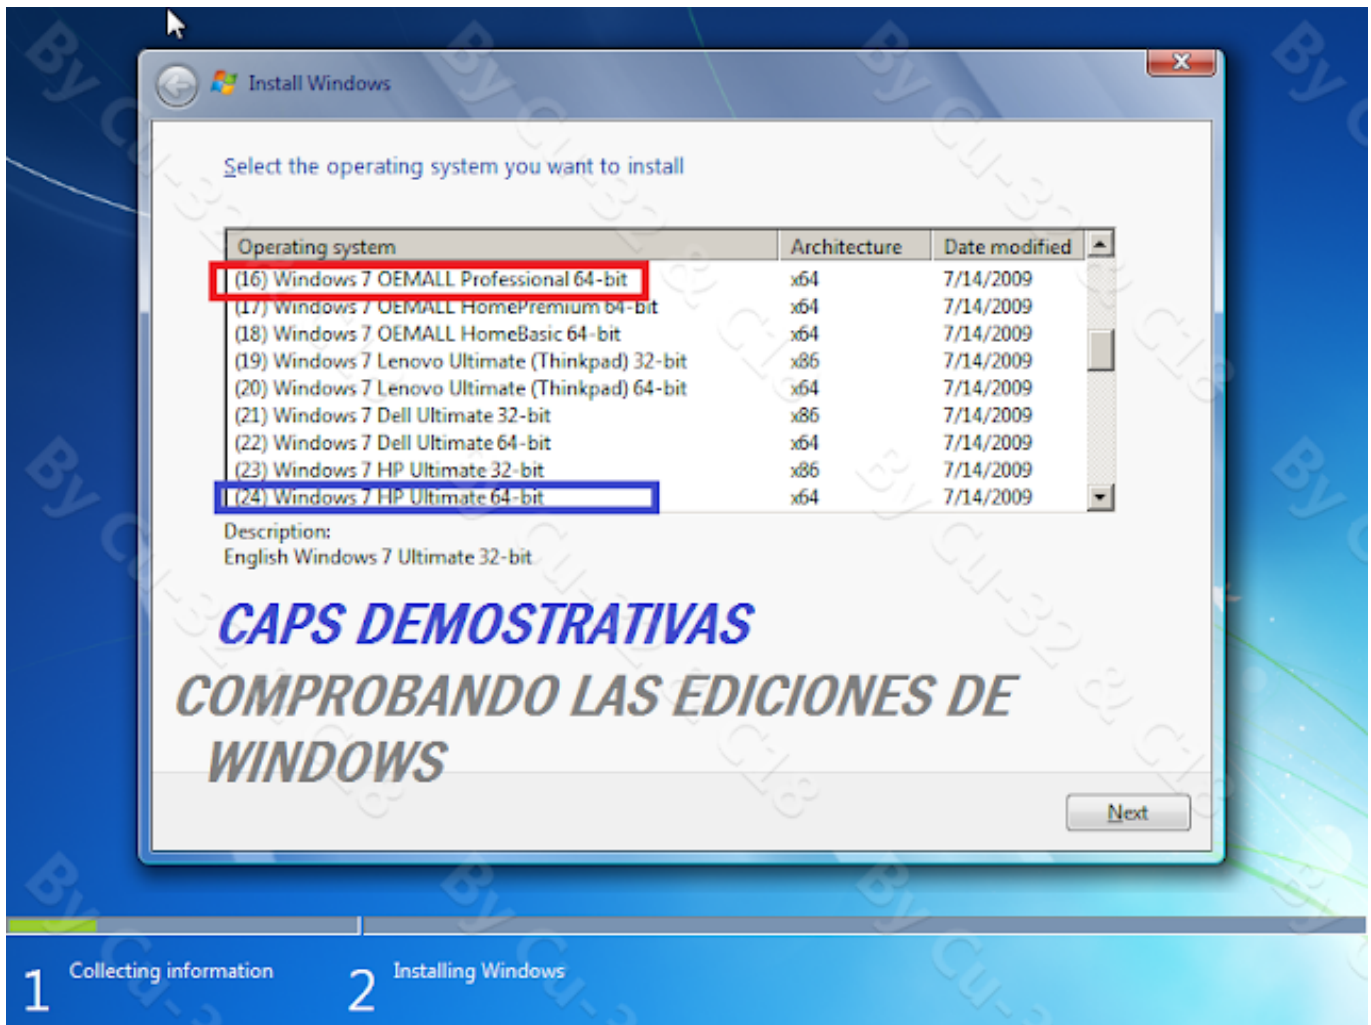 Install Windows
Select the operating system you want to install
Operating system Architecture Date modified
(16) Windows 7 OEMALL Professional 64-bit x64 7/14/2009
(17) Windows 7 OEMALL HomePremium 64-bit x64 7/14/2009
(18) Windows 7 OEMALL HomeBasic 64-bit x64 7/14/2009
(19) Windows 7 Lenovo Ultimate (Thinkpad) 32-bit x86 7/14/2009
(20) Windows 7 Lenovo Ultimate (Thinkpad) 64-bit x64 7/14/2009
(21) Windows 7 Dell Ultimate 32-bit x86 7/14/2009
(22) Windows 7 Dell Ultimate 64-bit x64 7/14/2009
(23) Windows 7 HP Ultimate 32-bit x86 7/14/2009
(24) Windows 7 HP Ultimate 64-bit x64 7/14/2009
Description:
English Windows 7 Ultimate 32-bit
CAPS DEMOSTRATIVAS
COMPROBANDO LAS EDICIONES DE
WINDOWS
Next
1 Collecting information 2 Installing Windows
By Cu-32 & C18